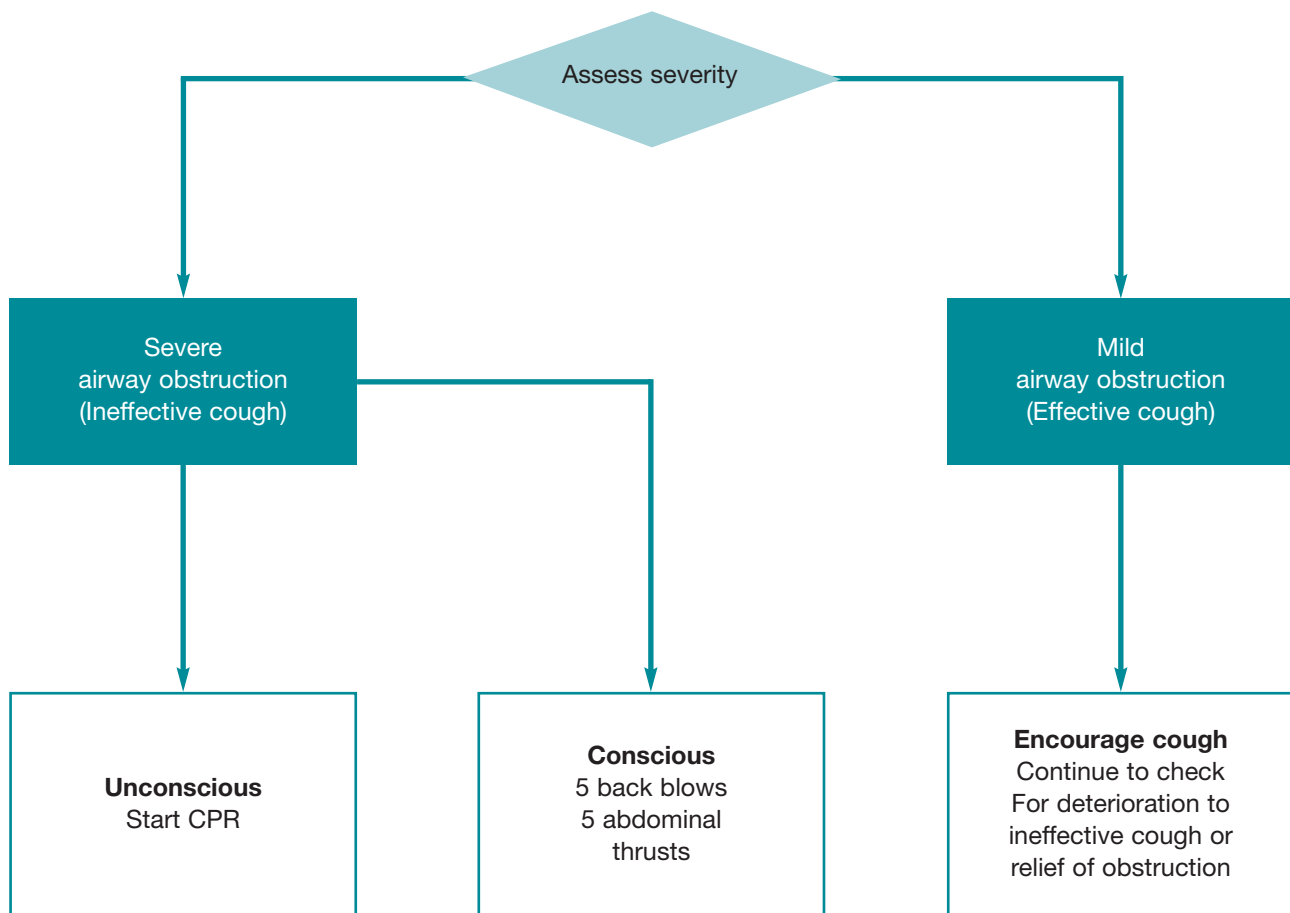 Assess severity
Severe
airway obstruction
(Ineffective cough)
Mild
airway obstruction
(Effective cough)
Unconscious
Start CPR
Conscious
5 back blows
5 abdominal
thrusts
Encourage cough
Continue to check
For deterioration to
ineffective cough or
relief of obstruction